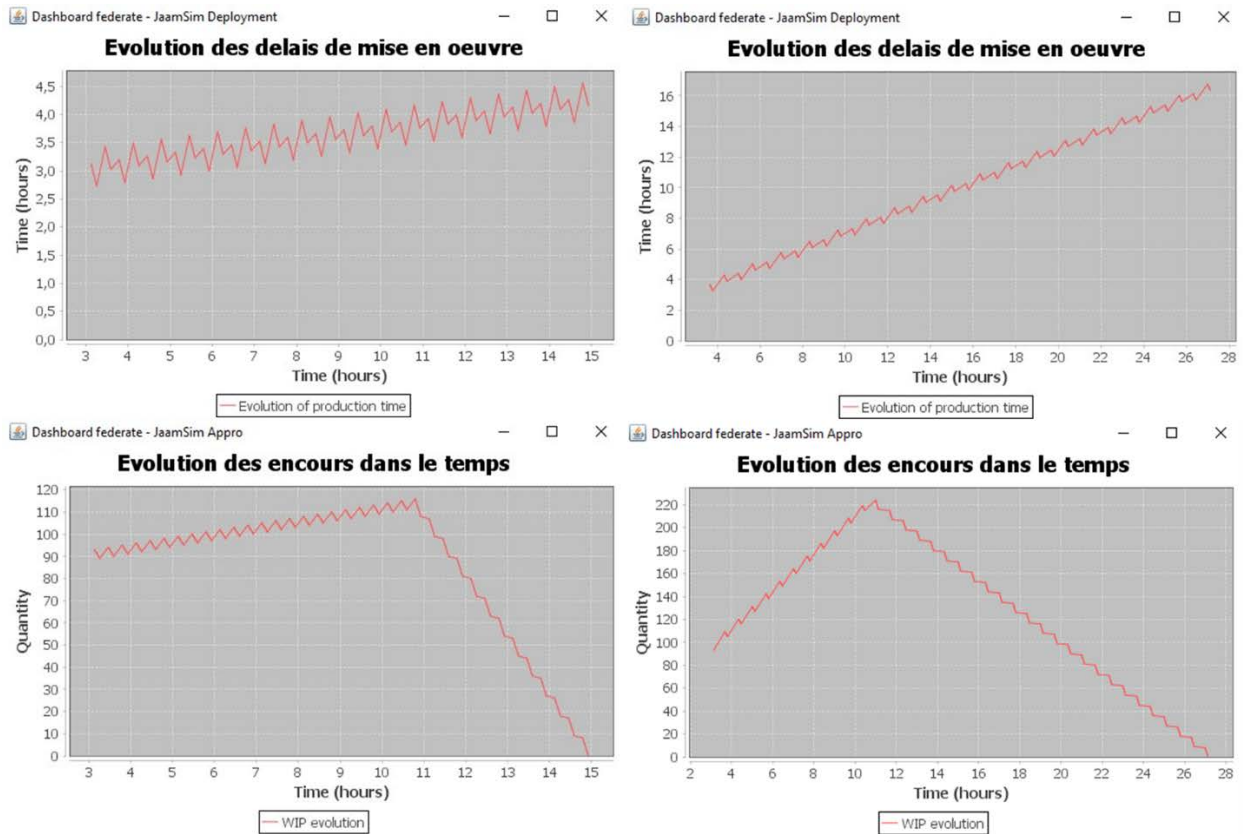 Dashboard federate - JaamSim Deployment
Evolution des delais de mise en oeuvre
Time (hours)
4,5
4,0
3,5
3,0
2,5
2,0
1,5
1,0
0,5
0,0
3 4 5 6 7 8 9 10 11 12 13 14 15
Time (hours)
Evolution of production time
Dashboard federate - JaamSim Deployment
Evolution des delais de mise en oeuvre
Time (hours)
16
14
12
10
8
6
4
2
0
4 6 8 10 12 14 16 18 20 22 24 26 28
Time (hours)
Evolution of production time
Dashboard federate - JaamSim Appro
Evolution des encours dans le temps
Quantity
120
110
100
90
80
70
60
50
40
30
20
10
0
3 4 5 6 7 8 9 10 11 12 13 14 15
Time (hours)
WIP evolution
Dashboard federate - JaamSim Appro
Evolution des encours dans le temps
Quantity
220
200
180
160
140
120
100
80
60
40
20
0
2 4 6 8 10 12 14 16 18 20 22 24 26 28
Time (hours)
WIP evolution